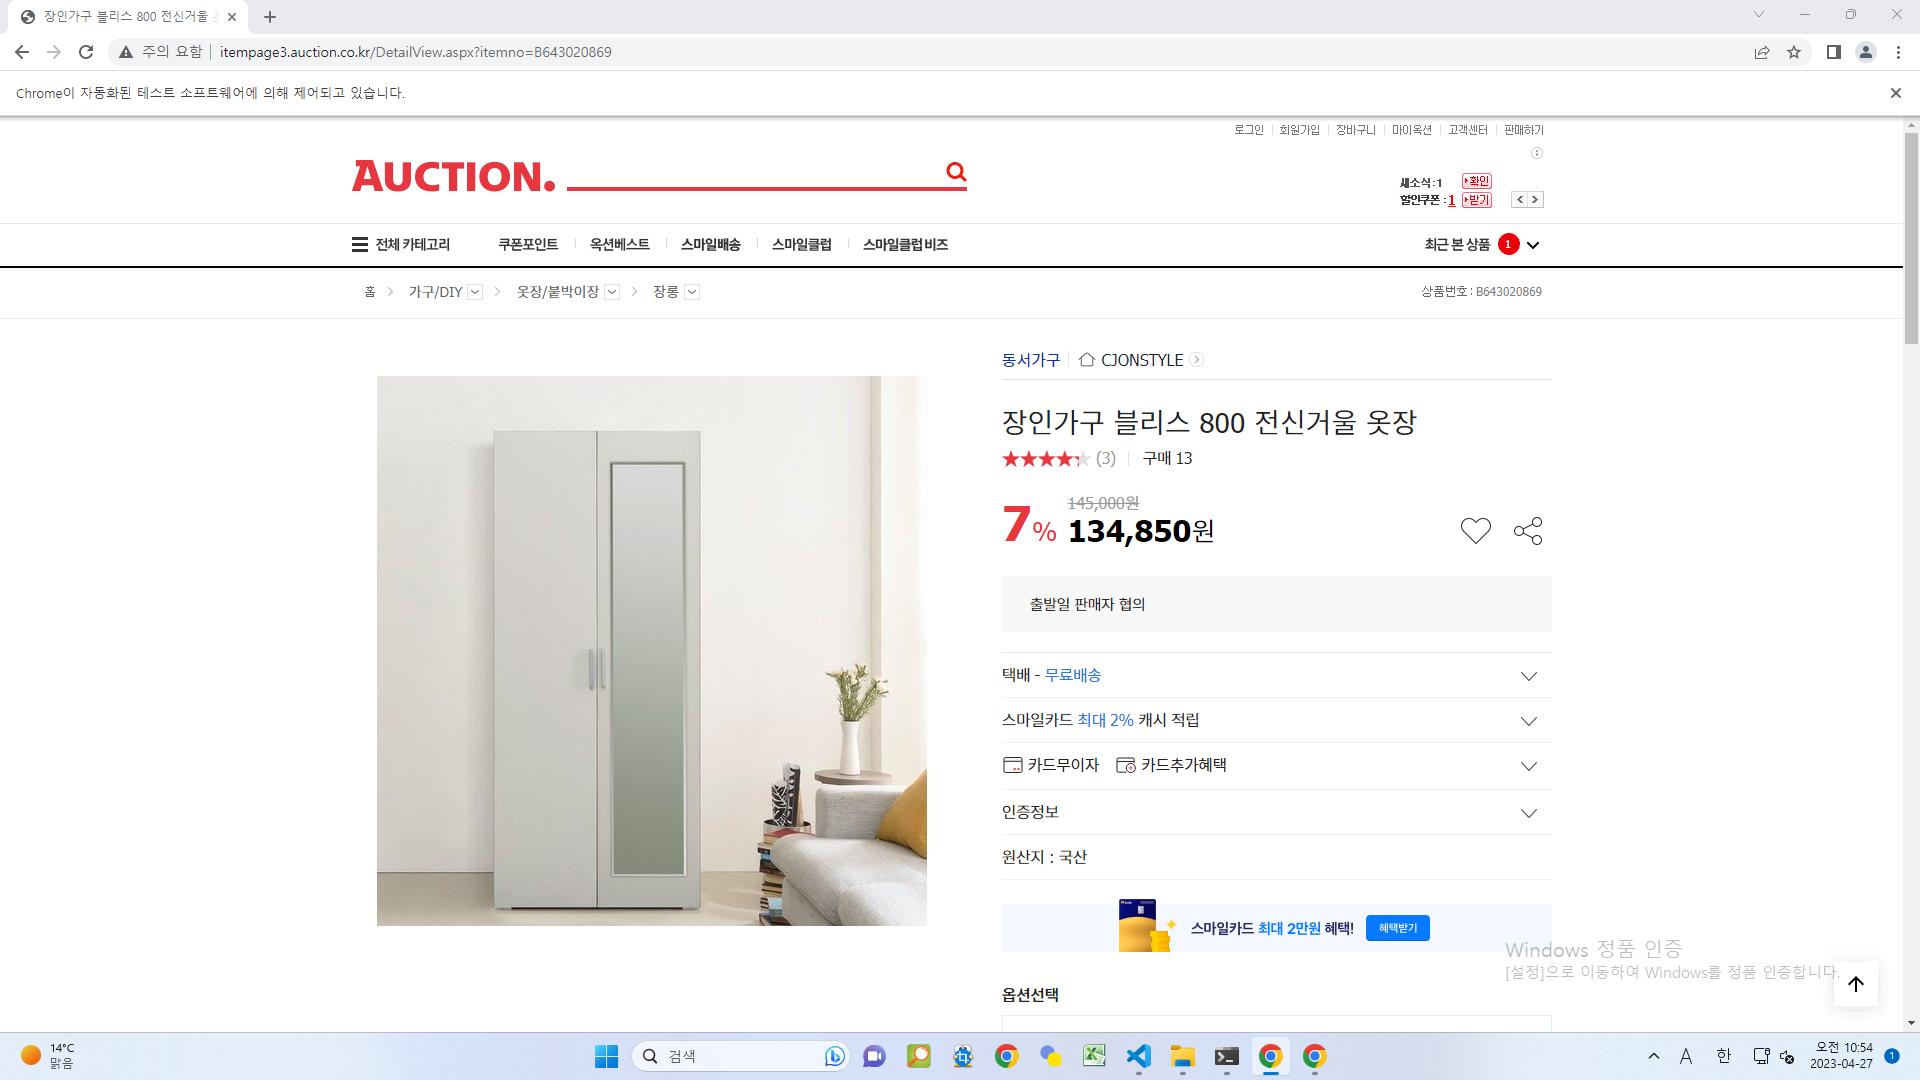 장인가구 블리스 800 전신거울
주의 요함 itempage3.auction.co.kr/DetailView.aspx?itemno=B643020869
Chrome이 자동화된 테스트 소프트웨어에 의해 제어되고 있습니다.
로그인 회원가입 장바구니 마이옥션 고객센터 판매하기
AUCTION.
새소식:1 확인
할인쿠폰:1 받기
전체 카테고리 쿠폰포인트 옥션베스트 스마일배송 스마일클럽 스마일클럽 비즈 최근 본 상품 1
홈 가구/DIY 옷장/붙박이장 장롱 상품번호 : B643020869
동서가구 CJONSTYLE
장인가구 블리스 800 전신거울 옷장
(3) 구매 13
145,000원
7% 134,850원
출발일 판매자 협의
택배 - 무료배송
스마일카드 최대 2% 캐시 적립
카드무이자 카드추가혜택
인증정보
원산지 : 국산
스마일카드 최대 2만원 혜택! 혜택받기
Windows 정품 인증
[설정]으로 이동하여 Windows를 정품 인증합니다.
옵션선택
14°C
맑음
검색
A 한
오전 10:54
2023-04-27
1